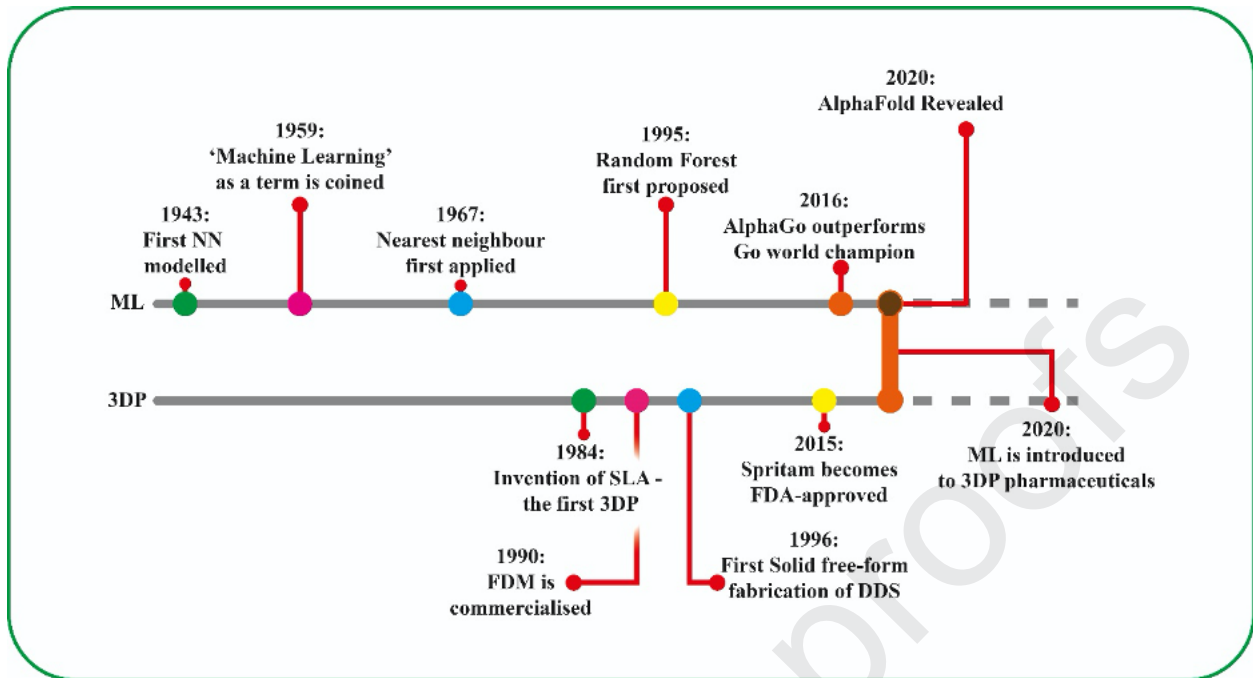 2020:
AlphaFold Revealed
1959:
‘Machine Learning’
as a term is coined
1995:
Random Forest
first proposed
1943:
First NN
modelled
1967:
Nearest neighbour
first applied
2016:
AlphaGo outperforms
Go world champion
ML
3DP
1984:
Invention of SLA -
the first 3DP
2015:
Spritam becomes
FDA-approved
2020:
ML is introduced
to 3DP pharmaceuticals
1990:
FDM is
commercialised
1996:
First Solid free-form
fabrication of DDS
proofs